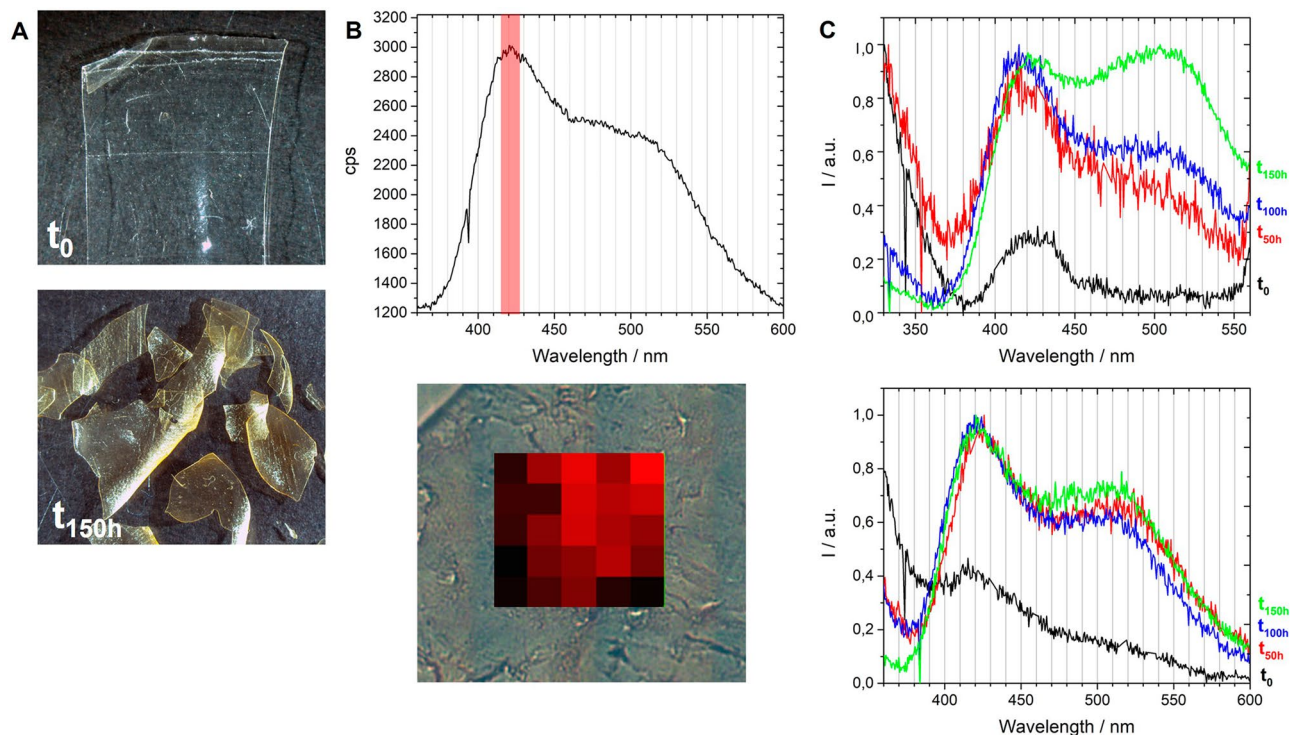 A
t0
t150h
B
cps
3000
2800
2600
2400
2200
2000
1800
1600
1400
1200
400
450
500
550
600
Wavelength / nm
C
I / a.u.
1,0
0,8
0,6
0,4
0,2
0,0
350
400
450
500
550
Wavelength / nm
t150h
t100h
t50h
t0
I / a.u.
1,0
0,8
0,6
0,4
0,2
0,0
400
450
500
550
600
Wavelength / nm
t150h
t100h
t50h
t0